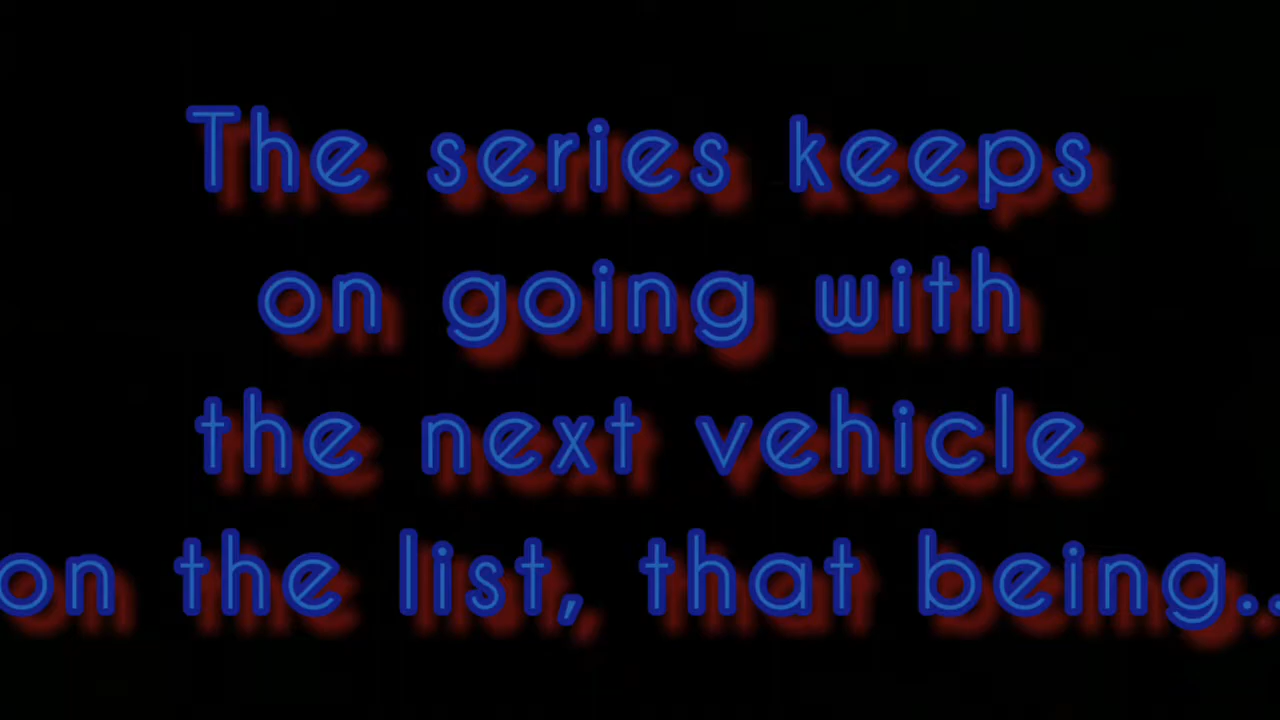 The series keeps
on going with
the next vehicle
on the list, that being..